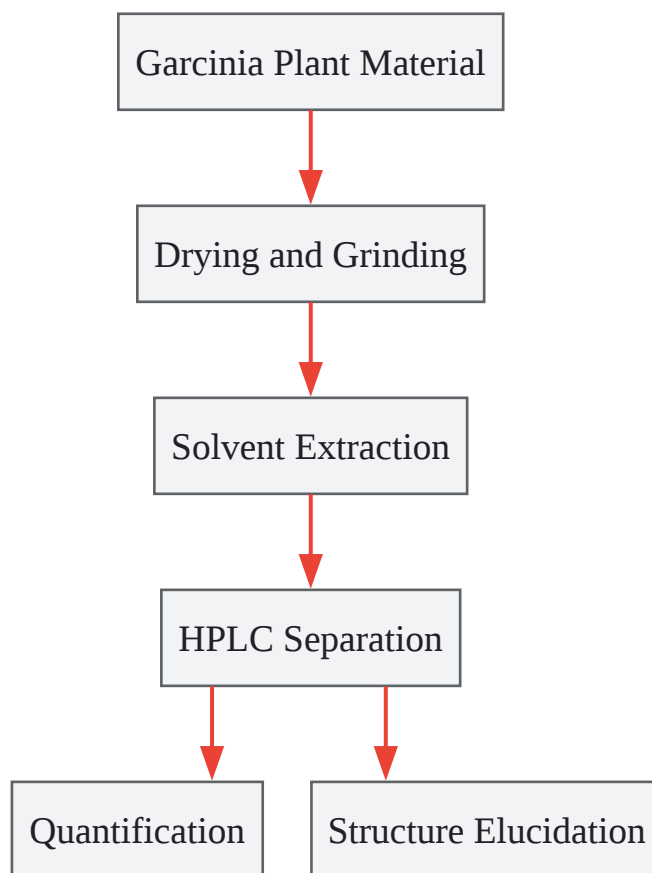 Garcinia Plant Material
Drying and Grinding
Solvent Extraction
HPLC Separation
Quantification
Structure Elucidation